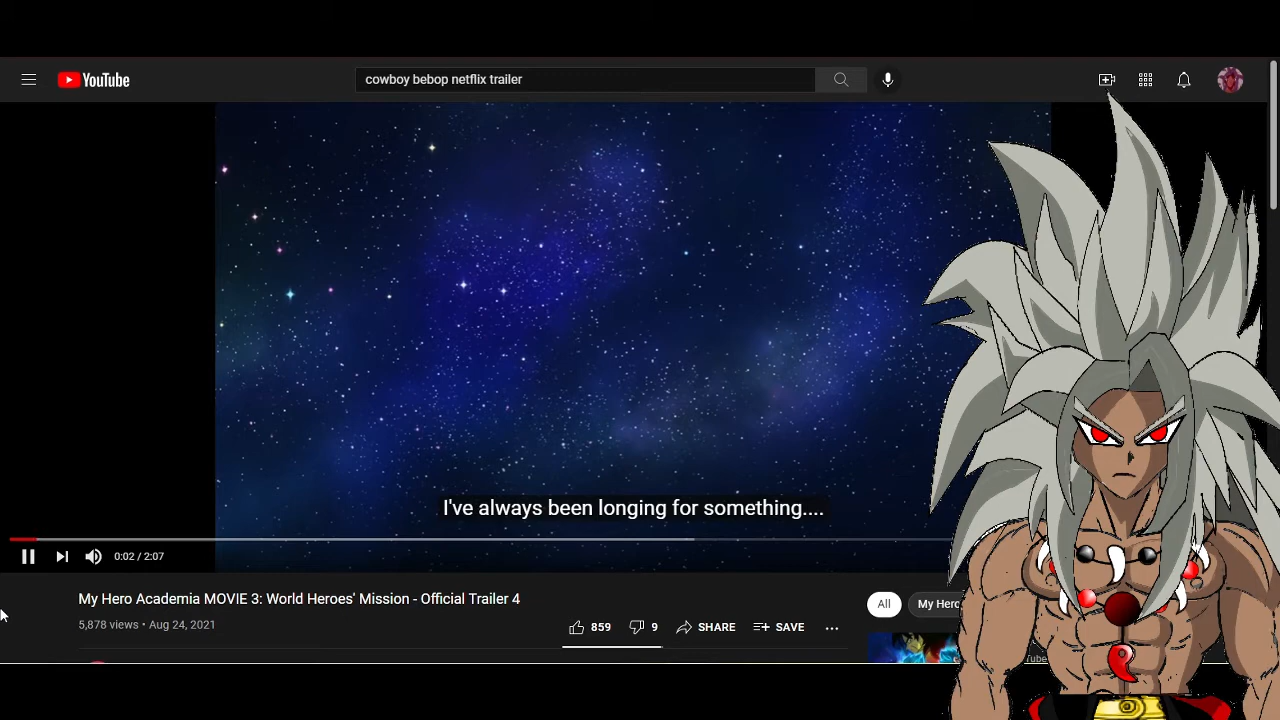 YouTube
cowboy bebop netflix trailer
I've always been longing for something....
0:02 / 2:07
My Hero Academia MOVIE 3: World Heroes' Mission - Official Trailer 4
5,878 views • Aug 24, 2021
859
9
SHARE
SAVE
All
My Hero